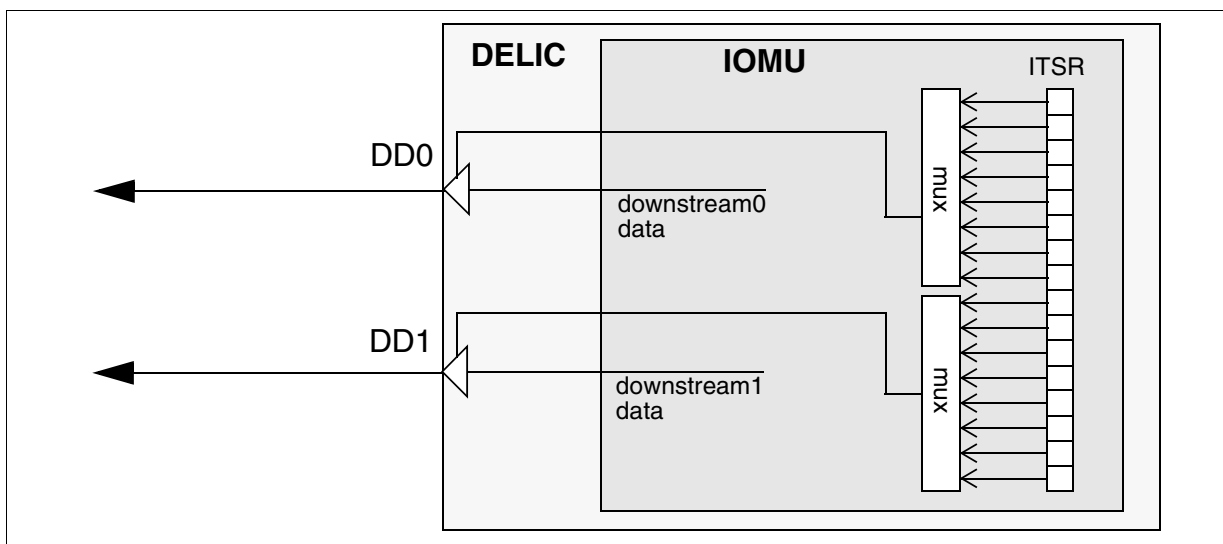 DELIC
IOMU
ITSR
DD0
mux
downstream0
data
DD1
mux
downstream1
data